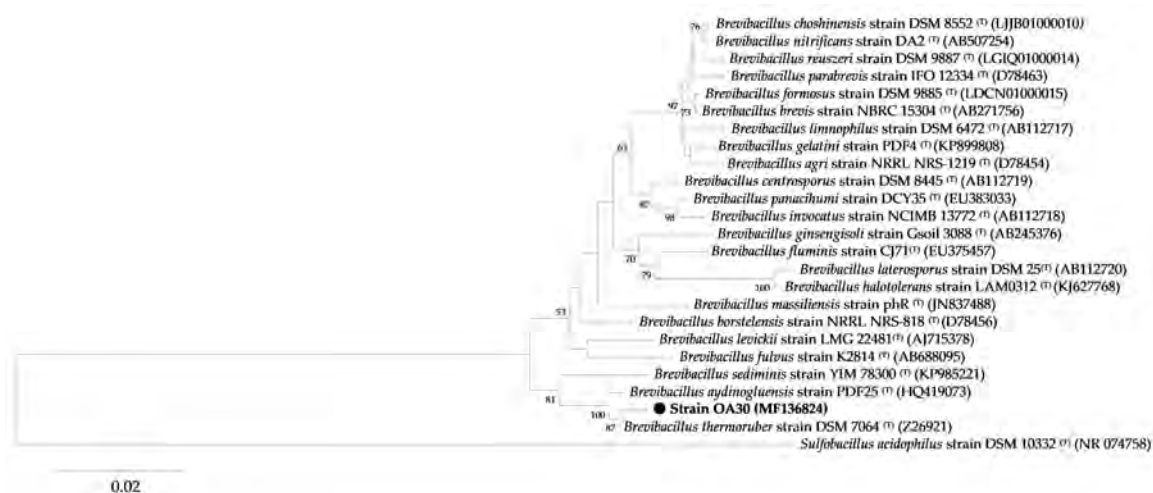 76
Brevibacillus choshinensis strain DSM 8552 (T) (LJJB01000010)
Brevibacillus nitrificans strain DA2 (T) (AB507254)
Brevibacillus reuszeri strain DSM 9887 (T) (LGIQ01000014)
Brevibacillus parabrevis strain IFO 12334 (T) (D78463)
Brevibacillus formosus strain DSM 9885 (T) (LDCN01000015)
97 73 Brevibacillus brevis strain NBRC 15304 (T) (AB271756)
Brevibacillus limnophilus strain DSM 6472 (T) (AB112717)
63 Brevibacillus gelatini strain PDF4 (T) (KP899808)
Brevibacillus agri strain NRRL NRS-1219 (T) (D78454)
Brevibacillus centrosporus strain DSM 8445 (T) (AB112719)
Brevibacillus panacihumi strain DCY35 (T) (EU383033)
98 Brevibacillus invocatus strain NCIMB 13772 (T) (AB112718)
Brevibacillus ginsengisoli strain Gsoil 3088 (T) (AB245376)
70 Brevibacillus fluminis strain CJ71(T) (EU375457)
79 Brevibacillus laterosporus strain DSM 25(T) (AB112720)
100 Brevibacillus halotolerans strain LAM0312 (T) (KJ627768)
Brevibacillus massiliensis strain phR (T) (JN837488)
53 Brevibacillus borstelensis strain NRRL NRS-818 (T) (D78456)
Brevibacillus levickii strain LMG 22481(T) (AJ715378)
Brevibacillus fulvus strain K2814 (T) (AB688095)
Brevibacillus sediminis strain YIM 78300 (T) (KP985221)
Brevibacillus aydinogluensis strain PDF25 (T) (HQ419073)
81
100 Strain OA30 (MF136824)
87 Brevibacillus thermoruber strain DSM 7064 (T) (Z26921)
Sulfobacillus acidophilus strain DSM 10332 (T) (NR 074758)
0.02